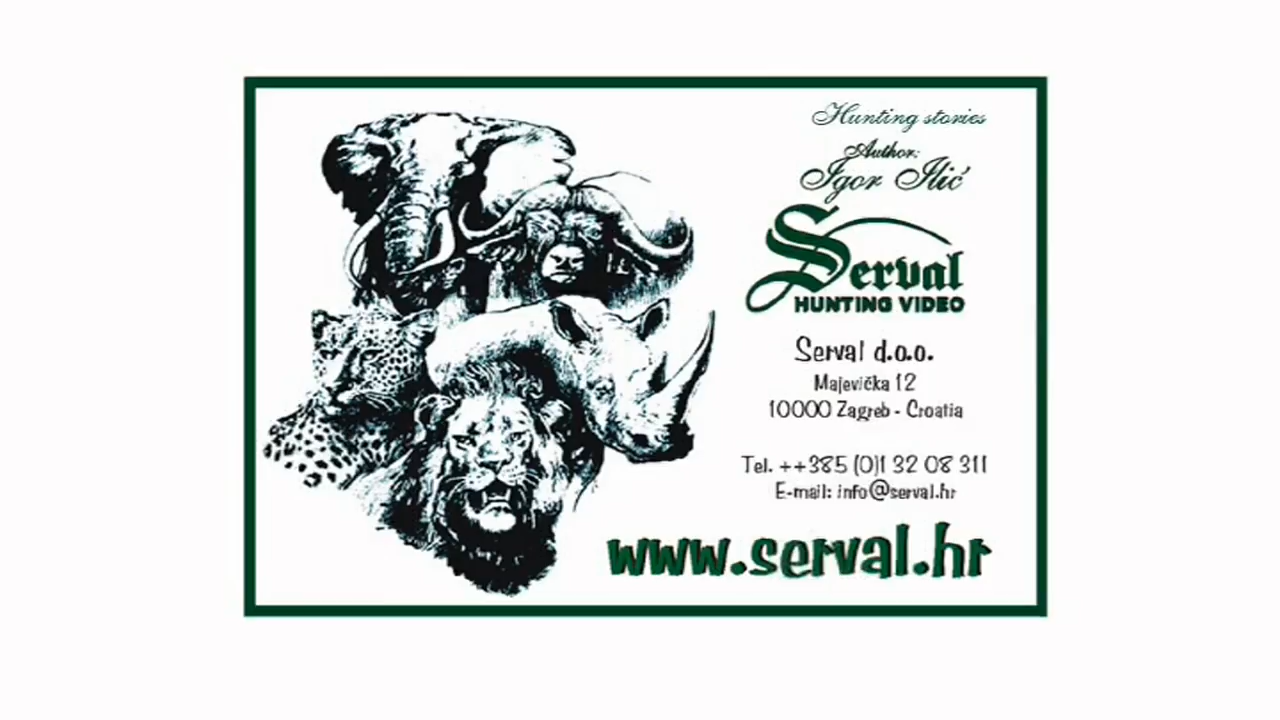 Hunting stories
Author:
Igor Ilić
Serval
HUNTING VIDEO
Serval d.o.o.
Majevička 12
10000 Zagreb - Croatia
Tel. ++385 (0)1 32 08 311
E-mail: info@serval.hr
www.serval.hr